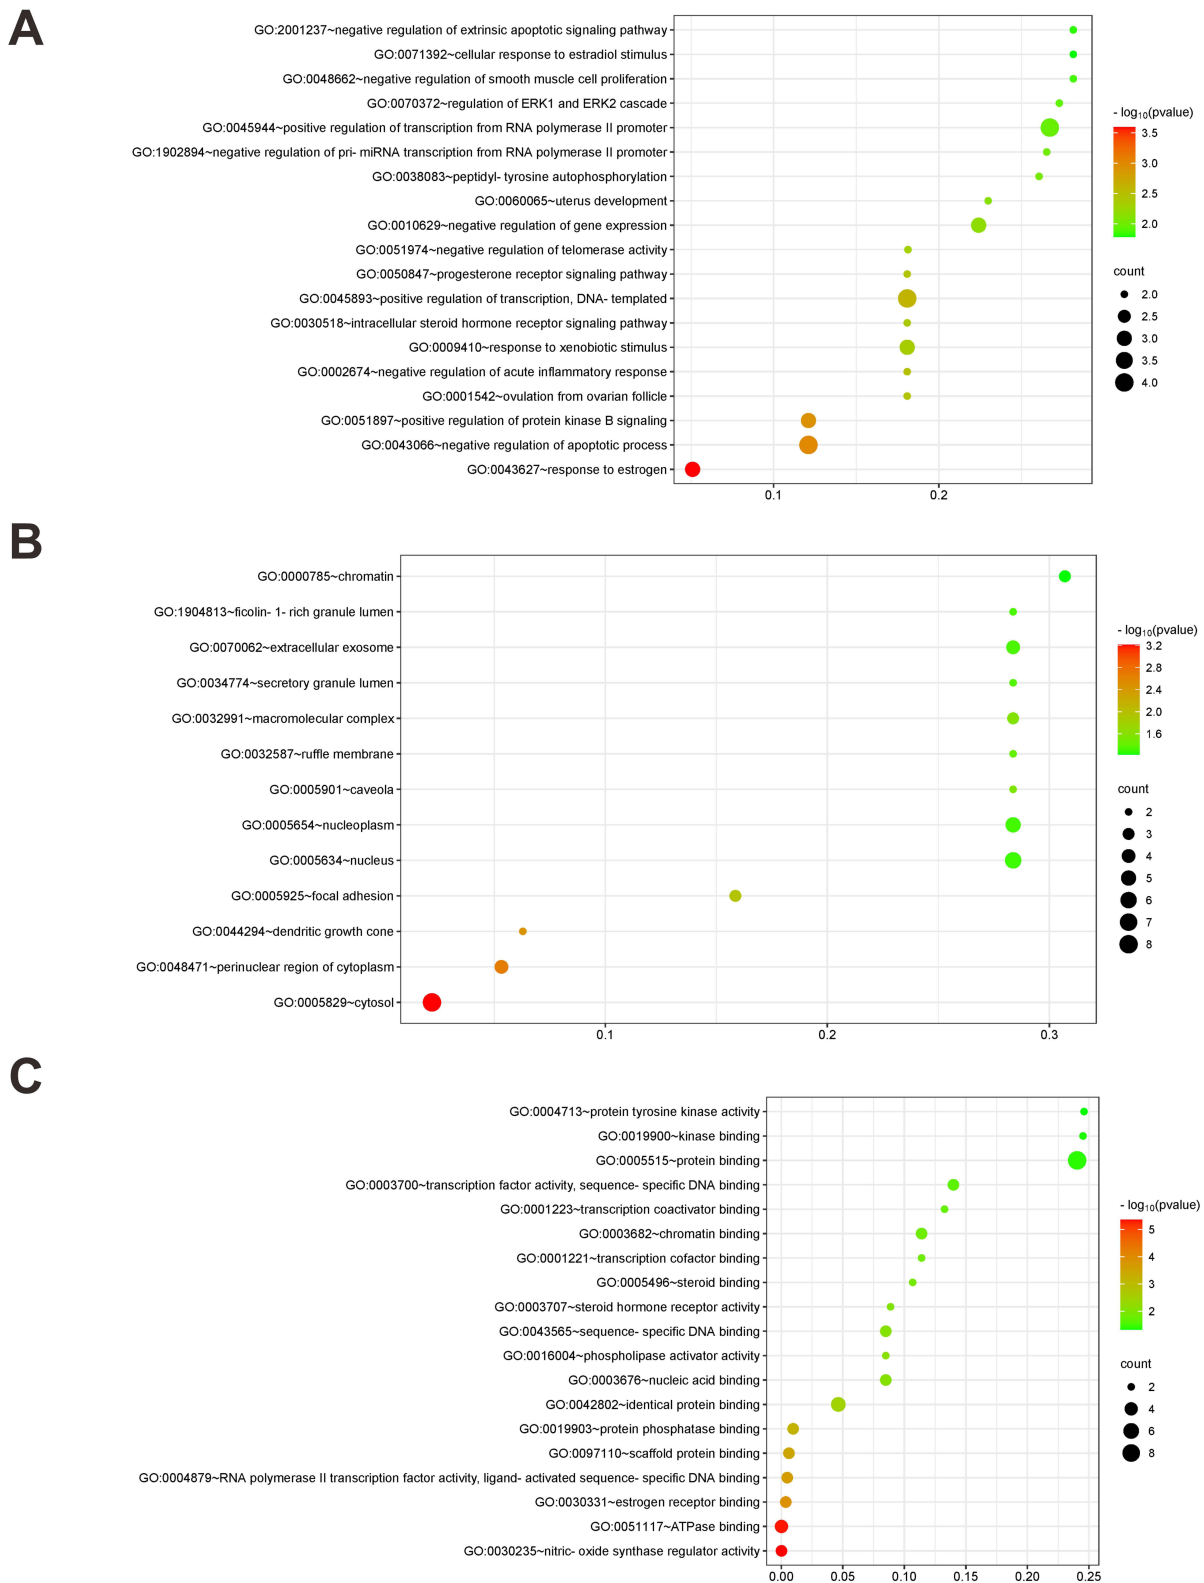 A
GO:2001237~negative regulation of extrinsic apoptotic signaling pathway
GO:0071392~cellular response to estradiol stimulus
GO:0048662~negative regulation of smooth muscle cell proliferation
GO:0070372~regulation of ERK1 and ERK2 cascade
GO:0045944~positive regulation of transcription from RNA polymerase II promoter
GO:1902894~negative regulation of pri- miRNA transcription from RNA polymerase II promoter
GO:0038083~peptidyl- tyrosine autophosphorylation
GO:0060065~uterus development
GO:0010629~negative regulation of gene expression
GO:0051974~negative regulation of telomerase activity
GO:0050847~progesterone receptor signaling pathway
GO:0045893~positive regulation of transcription, DNA- templated
GO:0030518~intracellular steroid hormone receptor signaling pathway
GO:0009410~response to xenobiotic stimulus
GO:0002674~negative regulation of acute inflammatory response
GO:0001542~ovulation from ovarian follicle
GO:0051897~positive regulation of protein kinase B signaling
GO:0043066~negative regulation of apoptotic process
GO:0043627~response to estrogen
0.1 0.2
- log10(pvalue)
3.5
3.0
2.5
2.0
count
2.0
2.5
3.0
3.5
4.0
B
GO:0000785~chromatin
GO:1904813~ficolin- 1- rich granule lumen
GO:0070062~extracellular exosome
GO:0034774~secretory granule lumen
GO:0032991~macromolecular complex
GO:0032587~ruffle membrane
GO:0005901~caveola
GO:0005654~nucleoplasm
GO:0005634~nucleus
GO:0005925~focal adhesion
GO:0044294~dendritic growth cone
GO:0048471~perinuclear region of cytoplasm
GO:0005829~cytosol
0.1 0.2 0.3
- log10(pvalue)
3.2
2.8
2.4
2.0
1.6
count
2
3
4
5
6
7
8
C
GO:0004713~protein tyrosine kinase activity
GO:0019900~kinase binding
GO:0005515~protein binding
GO:0003700~transcription factor activity, sequence- specific DNA binding
GO:0001223~transcription coactivator binding
GO:0003682~chromatin binding
GO:0001221~transcription cofactor binding
GO:0005496~steroid binding
GO:0003707~steroid hormone receptor activity
GO:0043565~sequence- specific DNA binding
GO:0016004~phospholipase activator activity
GO:0003676~nucleic acid binding
GO:0042802~identical protein binding
GO:0019903~protein phosphatase binding
GO:0097110~scaffold protein binding
GO:0004879~RNA polymerase II transcription factor activity, ligand- activated sequence- specific DNA binding
GO:0030331~estrogen receptor binding
GO:0051117~ATPase binding
GO:0030235~nitric- oxide synthase regulator activity
0.00 0.05 0.10 0.15 0.20 0.25
- log10(pvalue)
5
4
3
2
count
2
4
6
8